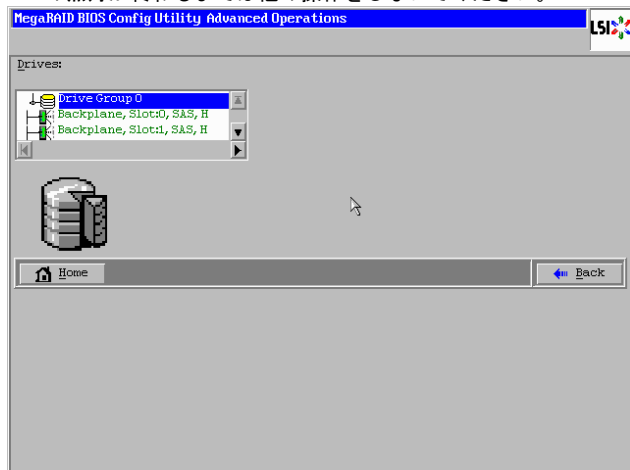 MegaRAID BIOS Config Utility Advanced Operations
LSI
Drives:
Drive Group 0
Backplane, Slot:0, SAS, H
Backplane, Slot:1, SAS, H
Home
Back